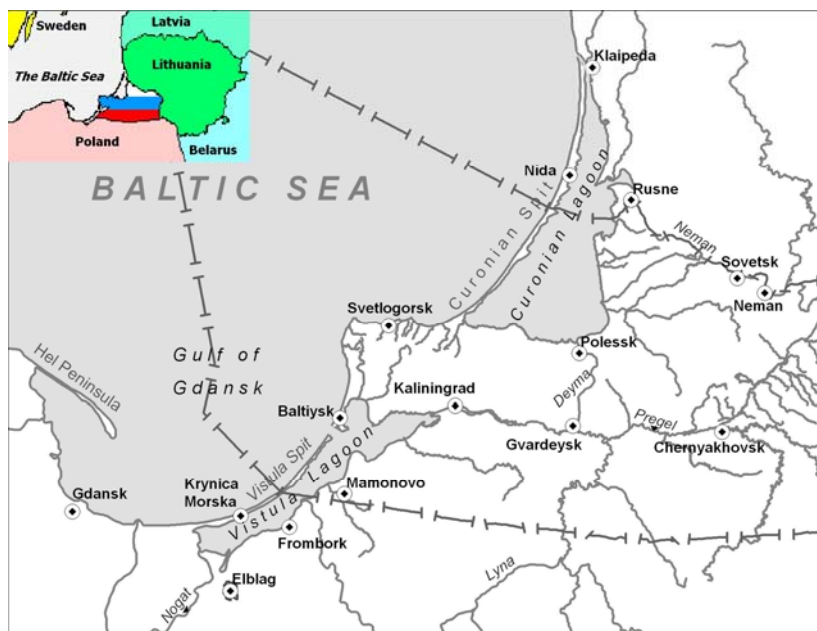 Sweden
Latvia
Lithuania
The Baltic Sea
Poland
Belarus
Klaipeda
BALTIC SEA
Nida
Rusne
Curonian Spit
Curonian Lagoon
Neman
Sovetsk
Neman
Svetlogorsk
Polessk
Gulf of
Gdansk
Hel Peninsula
Deyma
Kaliningrad
Baltiysk
Pregel
Gvardeysk
Chernyakhovsk
Vistula Spit
Vistula Lagoon
Krynica
Morska
Mamonovo
Gdansk
Frombork
Lyna
Elblag
Nogat